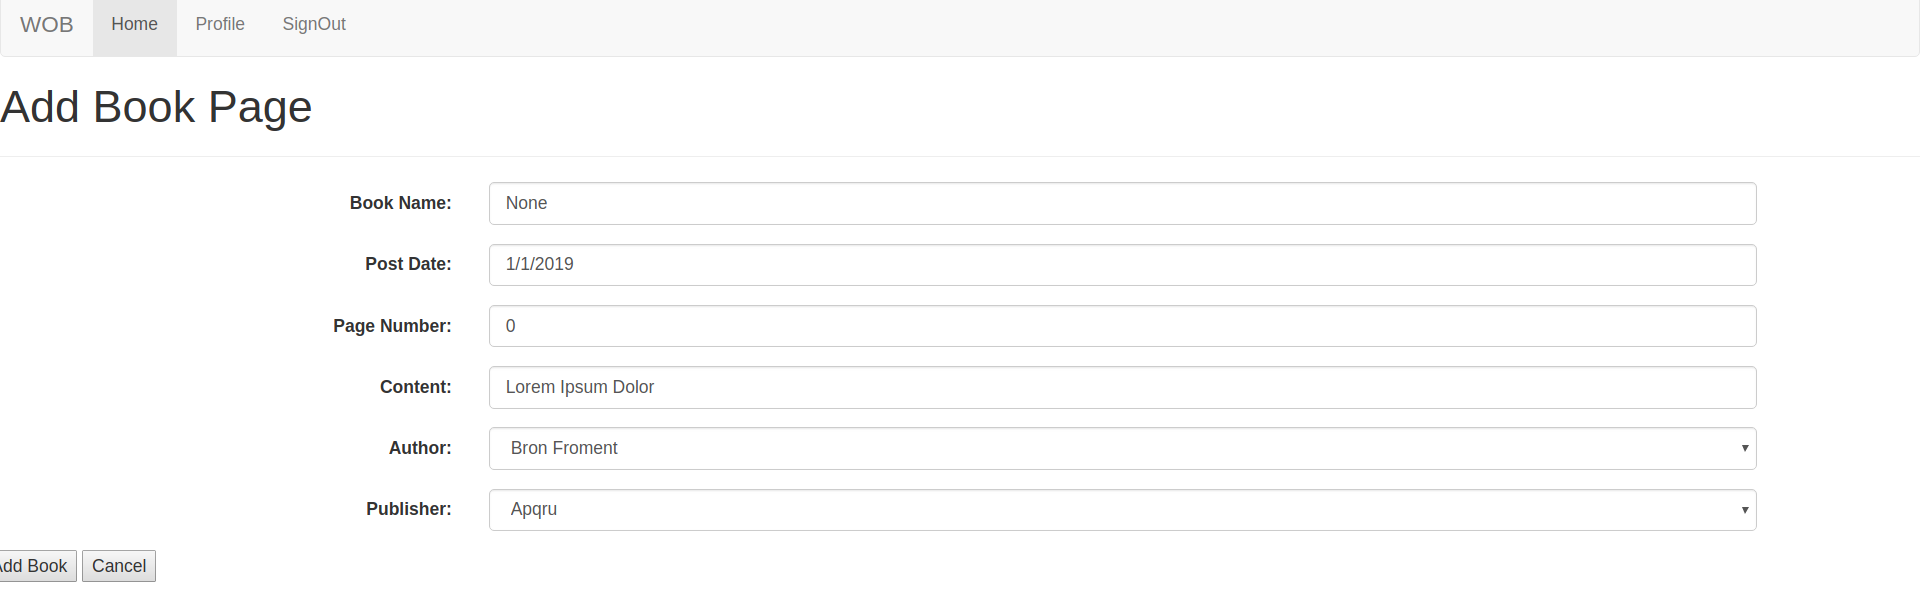 WOB Home Profile SignOut
Add Book Page
Book Name: None
Post Date: 1/1/2019
Page Number: 0
Content: Lorem Ipsum Dolor
Author: Bron Froment
Publisher: Apqru
Add Book Cancel